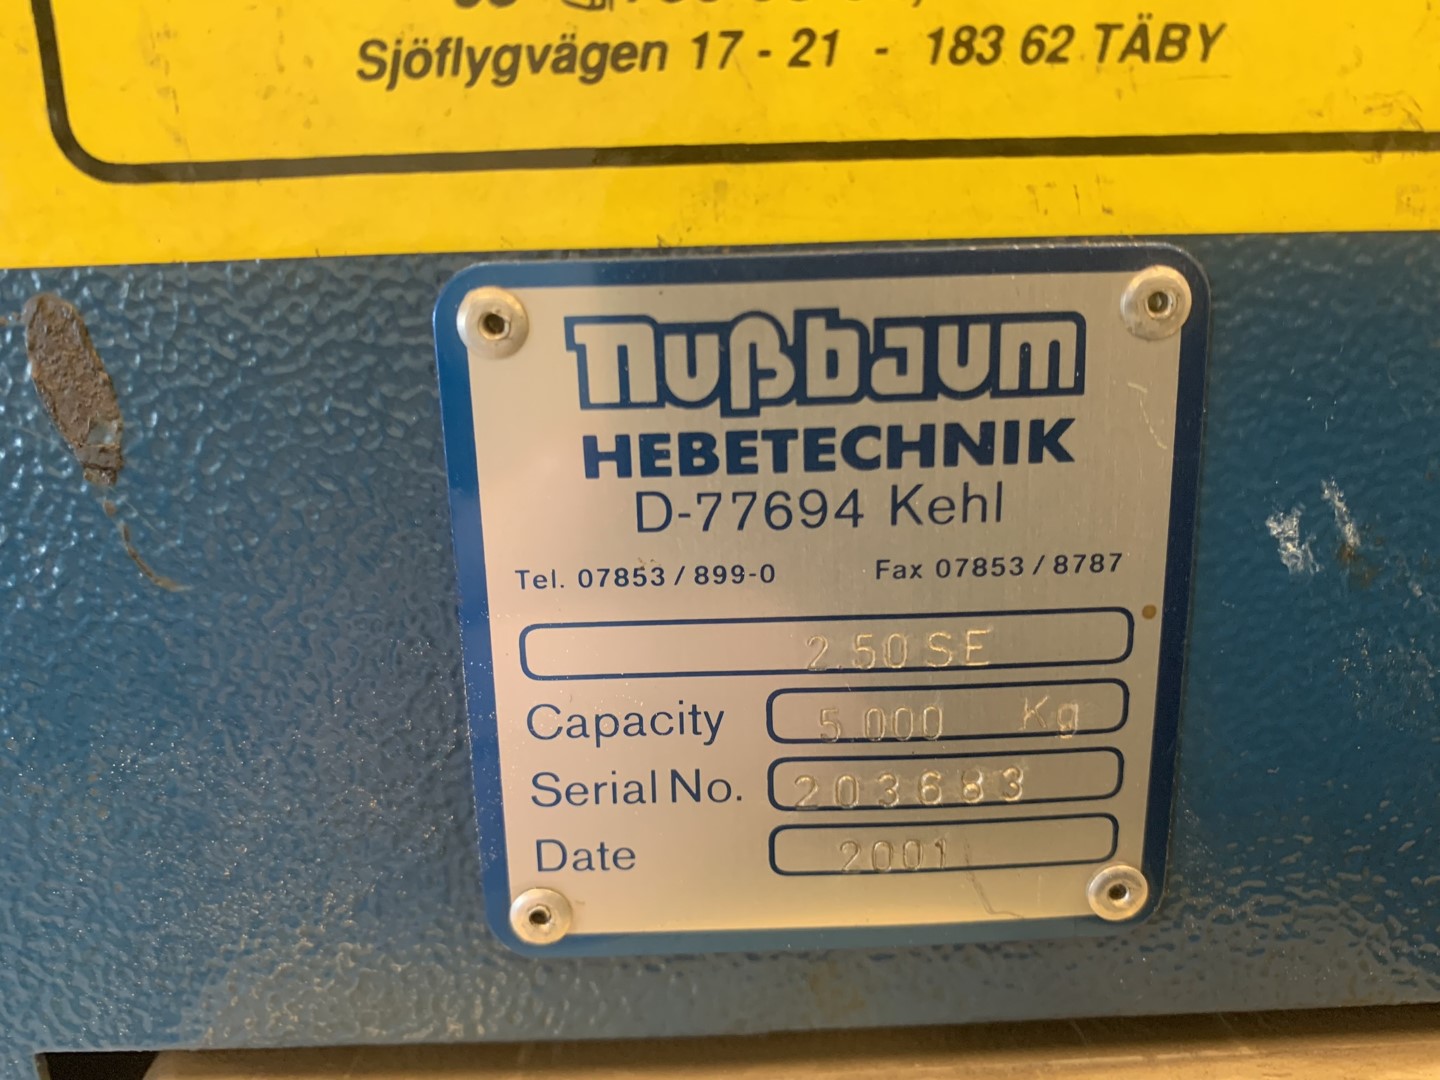 Sjöflygvägen 17 - 21 - 183 62 TÄBY
Nußbaum
HEBETECHNIK
D-77694 Kehl
Tel. 07853 / 899-0 Fax 07853 / 8787
2.50 SE
Capacity 5.000 Kg
Serial No. 203683
Date 2001